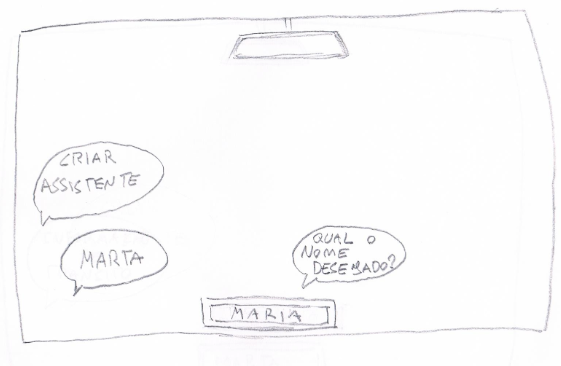 CRIAR
ASSISTENTE
QUAL O
NOME
DESEJADO?
MARTA
MARIA